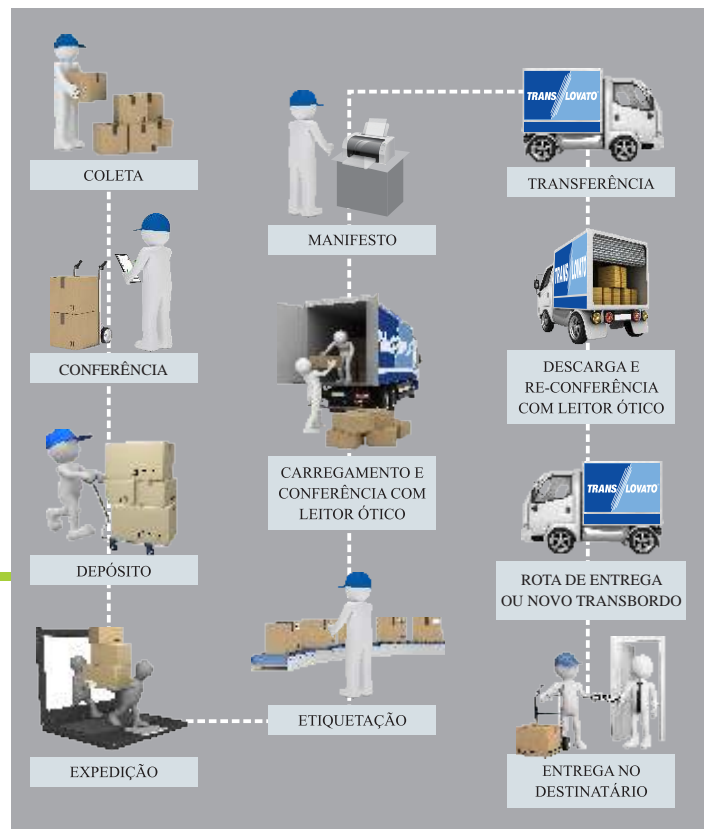 COLETA
CONFERÊNCIA
DEPÓSITO
EXPEDIÇÃO
ETIQUETAÇÃO
CARREGAMENTO E
CONFERÊNCIA COM
LEITOR ÓTICO
MANIFESTO
TRANS LOVATO
TRANSFERÊNCIA
TRANS LOVATO
DESCARGA E
RE-CONFERÊNCIA
COM LEITOR ÓTICO
TRANS LOVATO
ROTA DE ENTREGA
OU NOVO TRANSBORDO
ENTREGA NO
DESTINATÁRIO